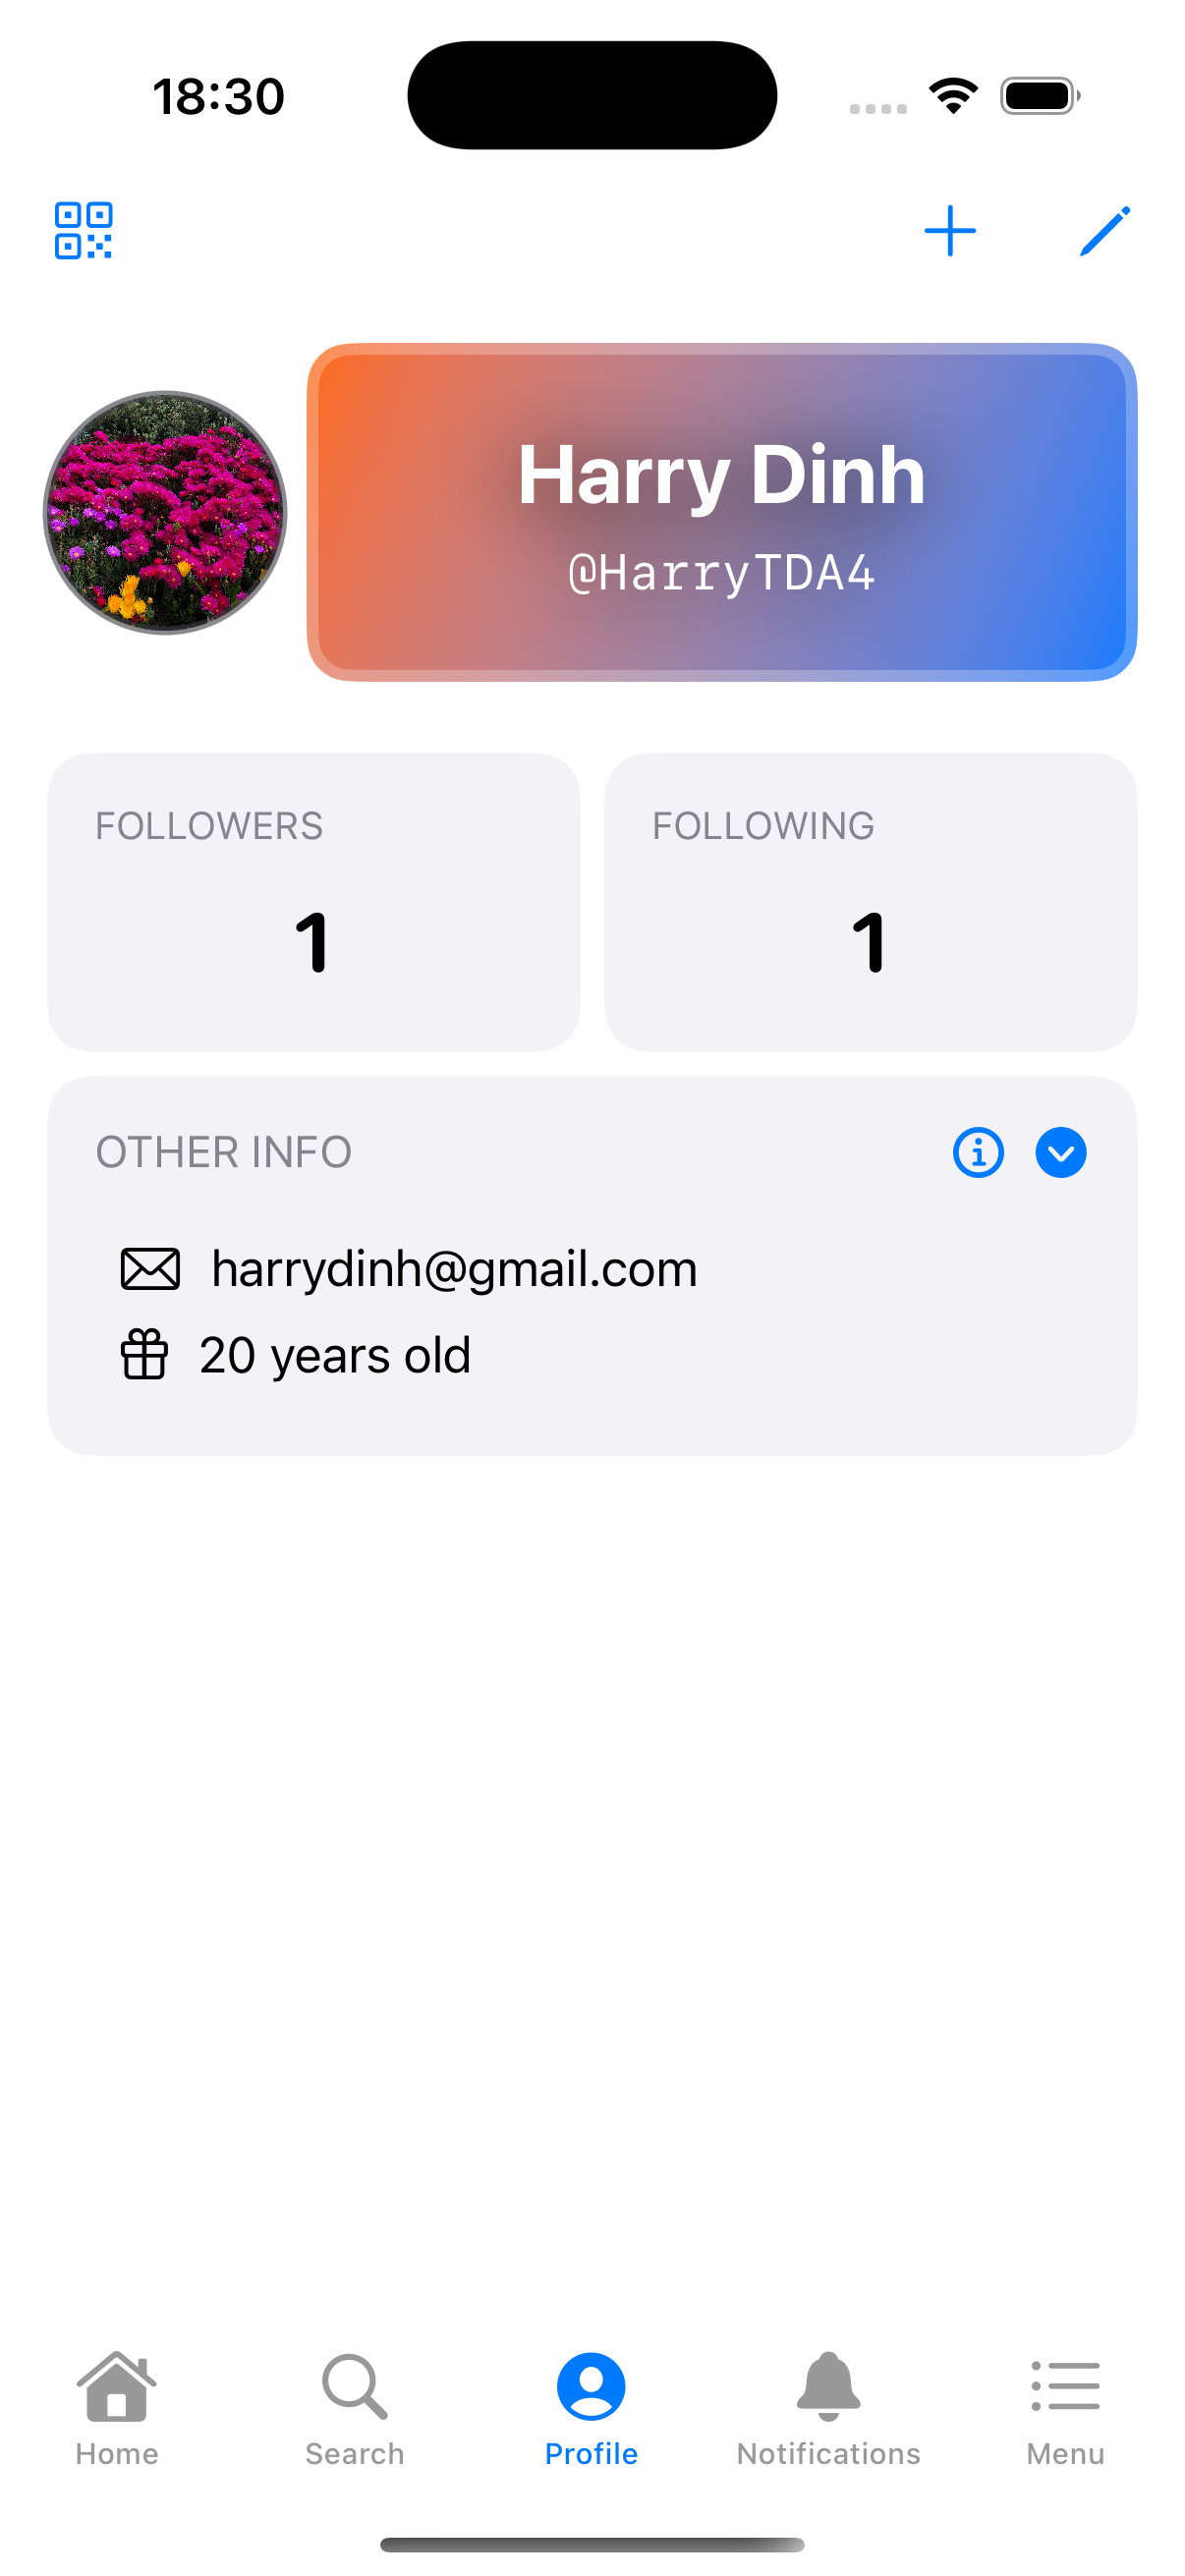 18:30
Harry Dinh
@HarryTDA4
FOLLOWERS
FOLLOWING
1
1
OTHER INFO
harrydinh@gmail.com
20 years old
Home
Search
Profile
Notifications
Menu